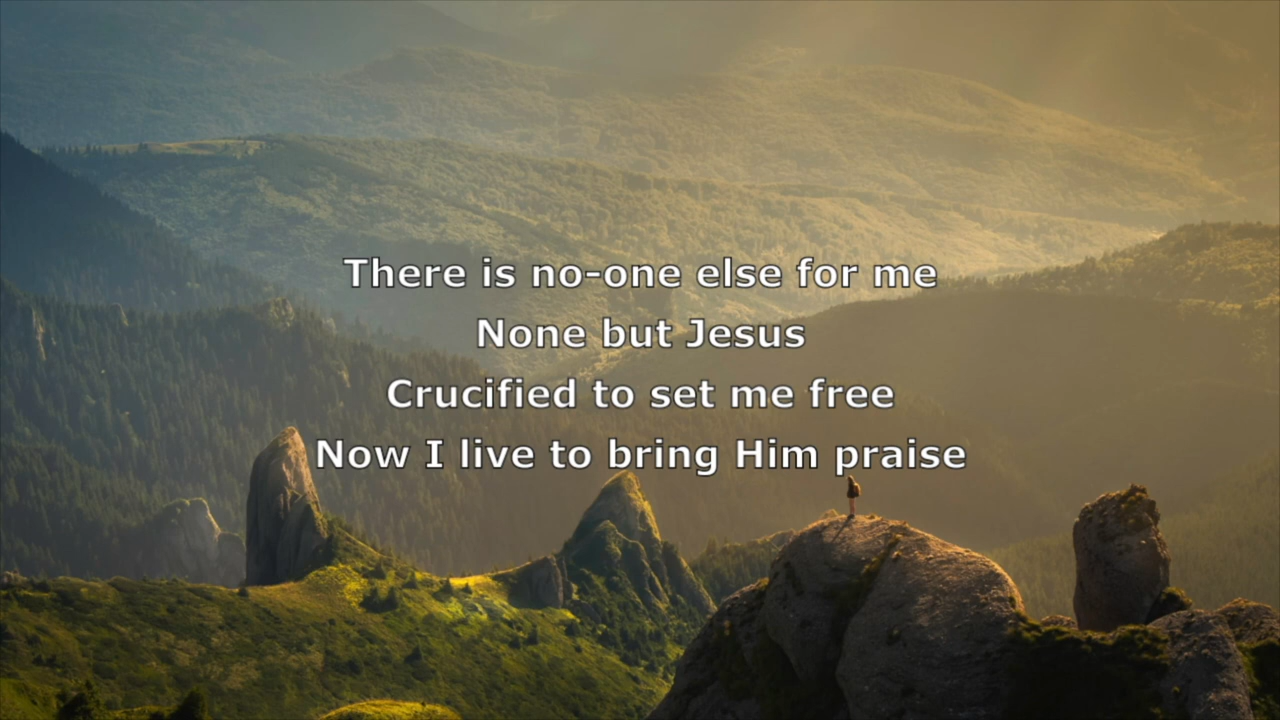 There is no-one else for me
None but Jesus
Crucified to set me free
Now I live to bring Him praise